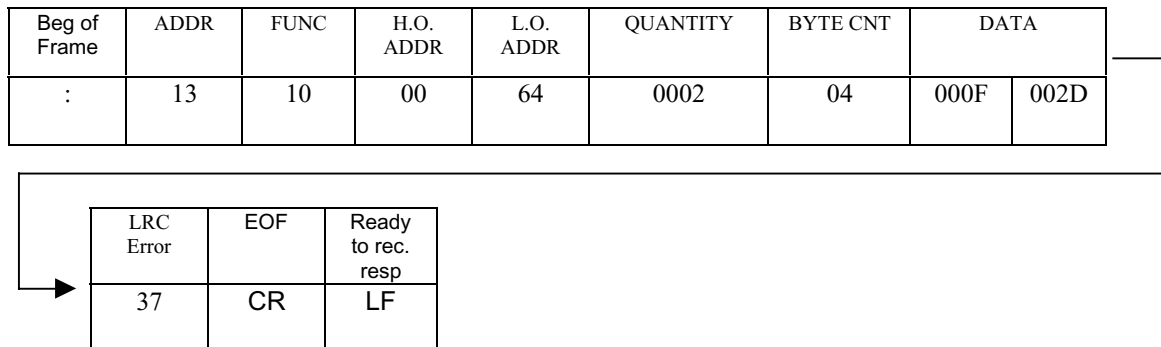 Beg of Frame ADDR FUNC H.O. ADDR L.O. ADDR QUANTITY BYTE CNT DATA
: 13 10 00 64 0002 04 000F 002D
LRC Error EOF Ready to rec. resp
37 CR LF